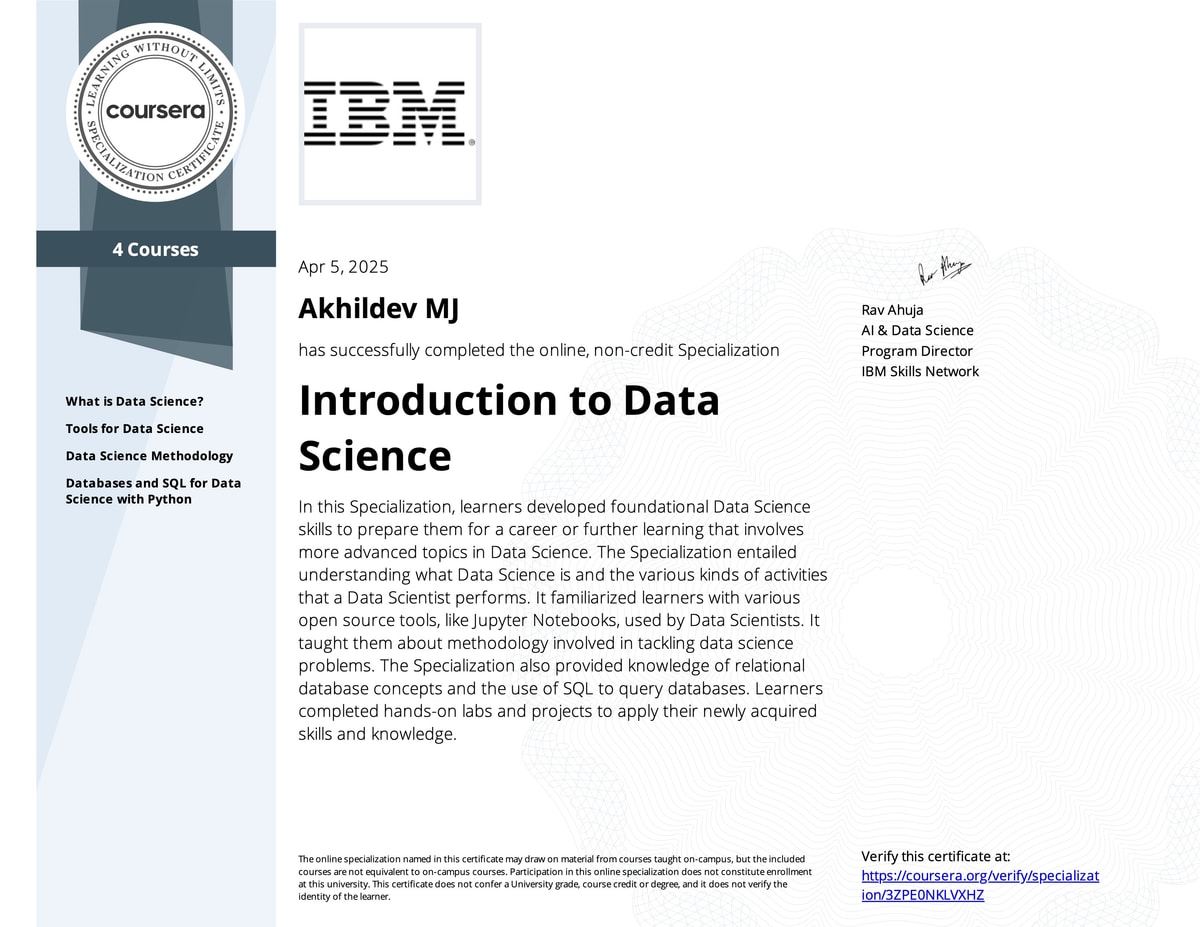 LEARNING WITHOUT LIMITS
coursera
SPECIALIZATION CERTIFICATE
4 Courses
What is Data Science?
Tools for Data Science
Data Science Methodology
Databases and SQL for Data
Science with Python
IBM®
Apr 5, 2025
Akhildev MJ
has successfully completed the online, non-credit Specialization
Introduction to Data
Science
In this Specialization, learners developed foundational Data Science
skills to prepare them for a career or further learning that involves
more advanced topics in Data Science. The Specialization entailed
understanding what Data Science is and the various kinds of activities
that a Data Scientist performs. It familiarized learners with various
open source tools, like Jupyter Notebooks, used by Data Scientists. It
taught them about methodology involved in tackling data science
problems. The Specialization also provided knowledge of relational
database concepts and the use of SQL to query databases. Learners
completed hands-on labs and projects to apply their newly acquired
skills and knowledge.
Rav Ahuja
Rav Ahuja
AI & Data Science
Program Director
IBM Skills Network
The online specialization named in this certificate may draw on material from courses taught on-campus, but the included
courses are not equivalent to on-campus courses. Participation in this online specialization does not constitute enrollment
at this university. This certificate does not confer a University grade, course credit or degree, and it does not verify the
identity of the learner.
Verify this certificate at:
https://coursera.org/verify/specializat
ion/3ZPE0NKLVXHZ